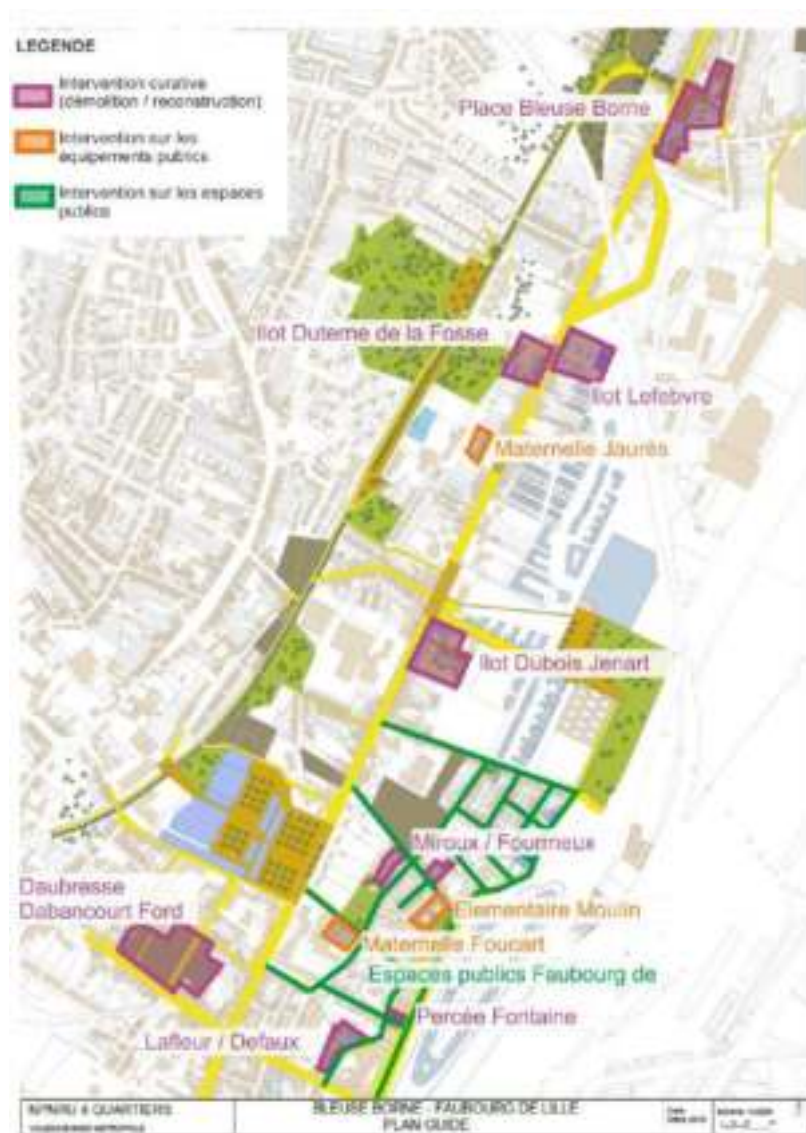 LEGENDE
Intervention curative
(démolition / reconstruction)
Intervention sur les
équipements publics
Intervention sur les espaces
publics
Place Bleuse Borne
Ilot Duterne de la Fosse
Ilot Lefebvre
Maternelle Jaurès
Ilot Dubois Jenart
Miroux / Fourmeux
Daubresse
Dabancourt Ford
Elementaire Moulin
Maternelle Foucart
Espaces publics Faubourg de
Percée Fontaine
Lafleur / Defaux
NPNRU 4 QUARTIERS
BLEUSE BORNE - FAUBOURG DE LILLE
PLAN GUIDE